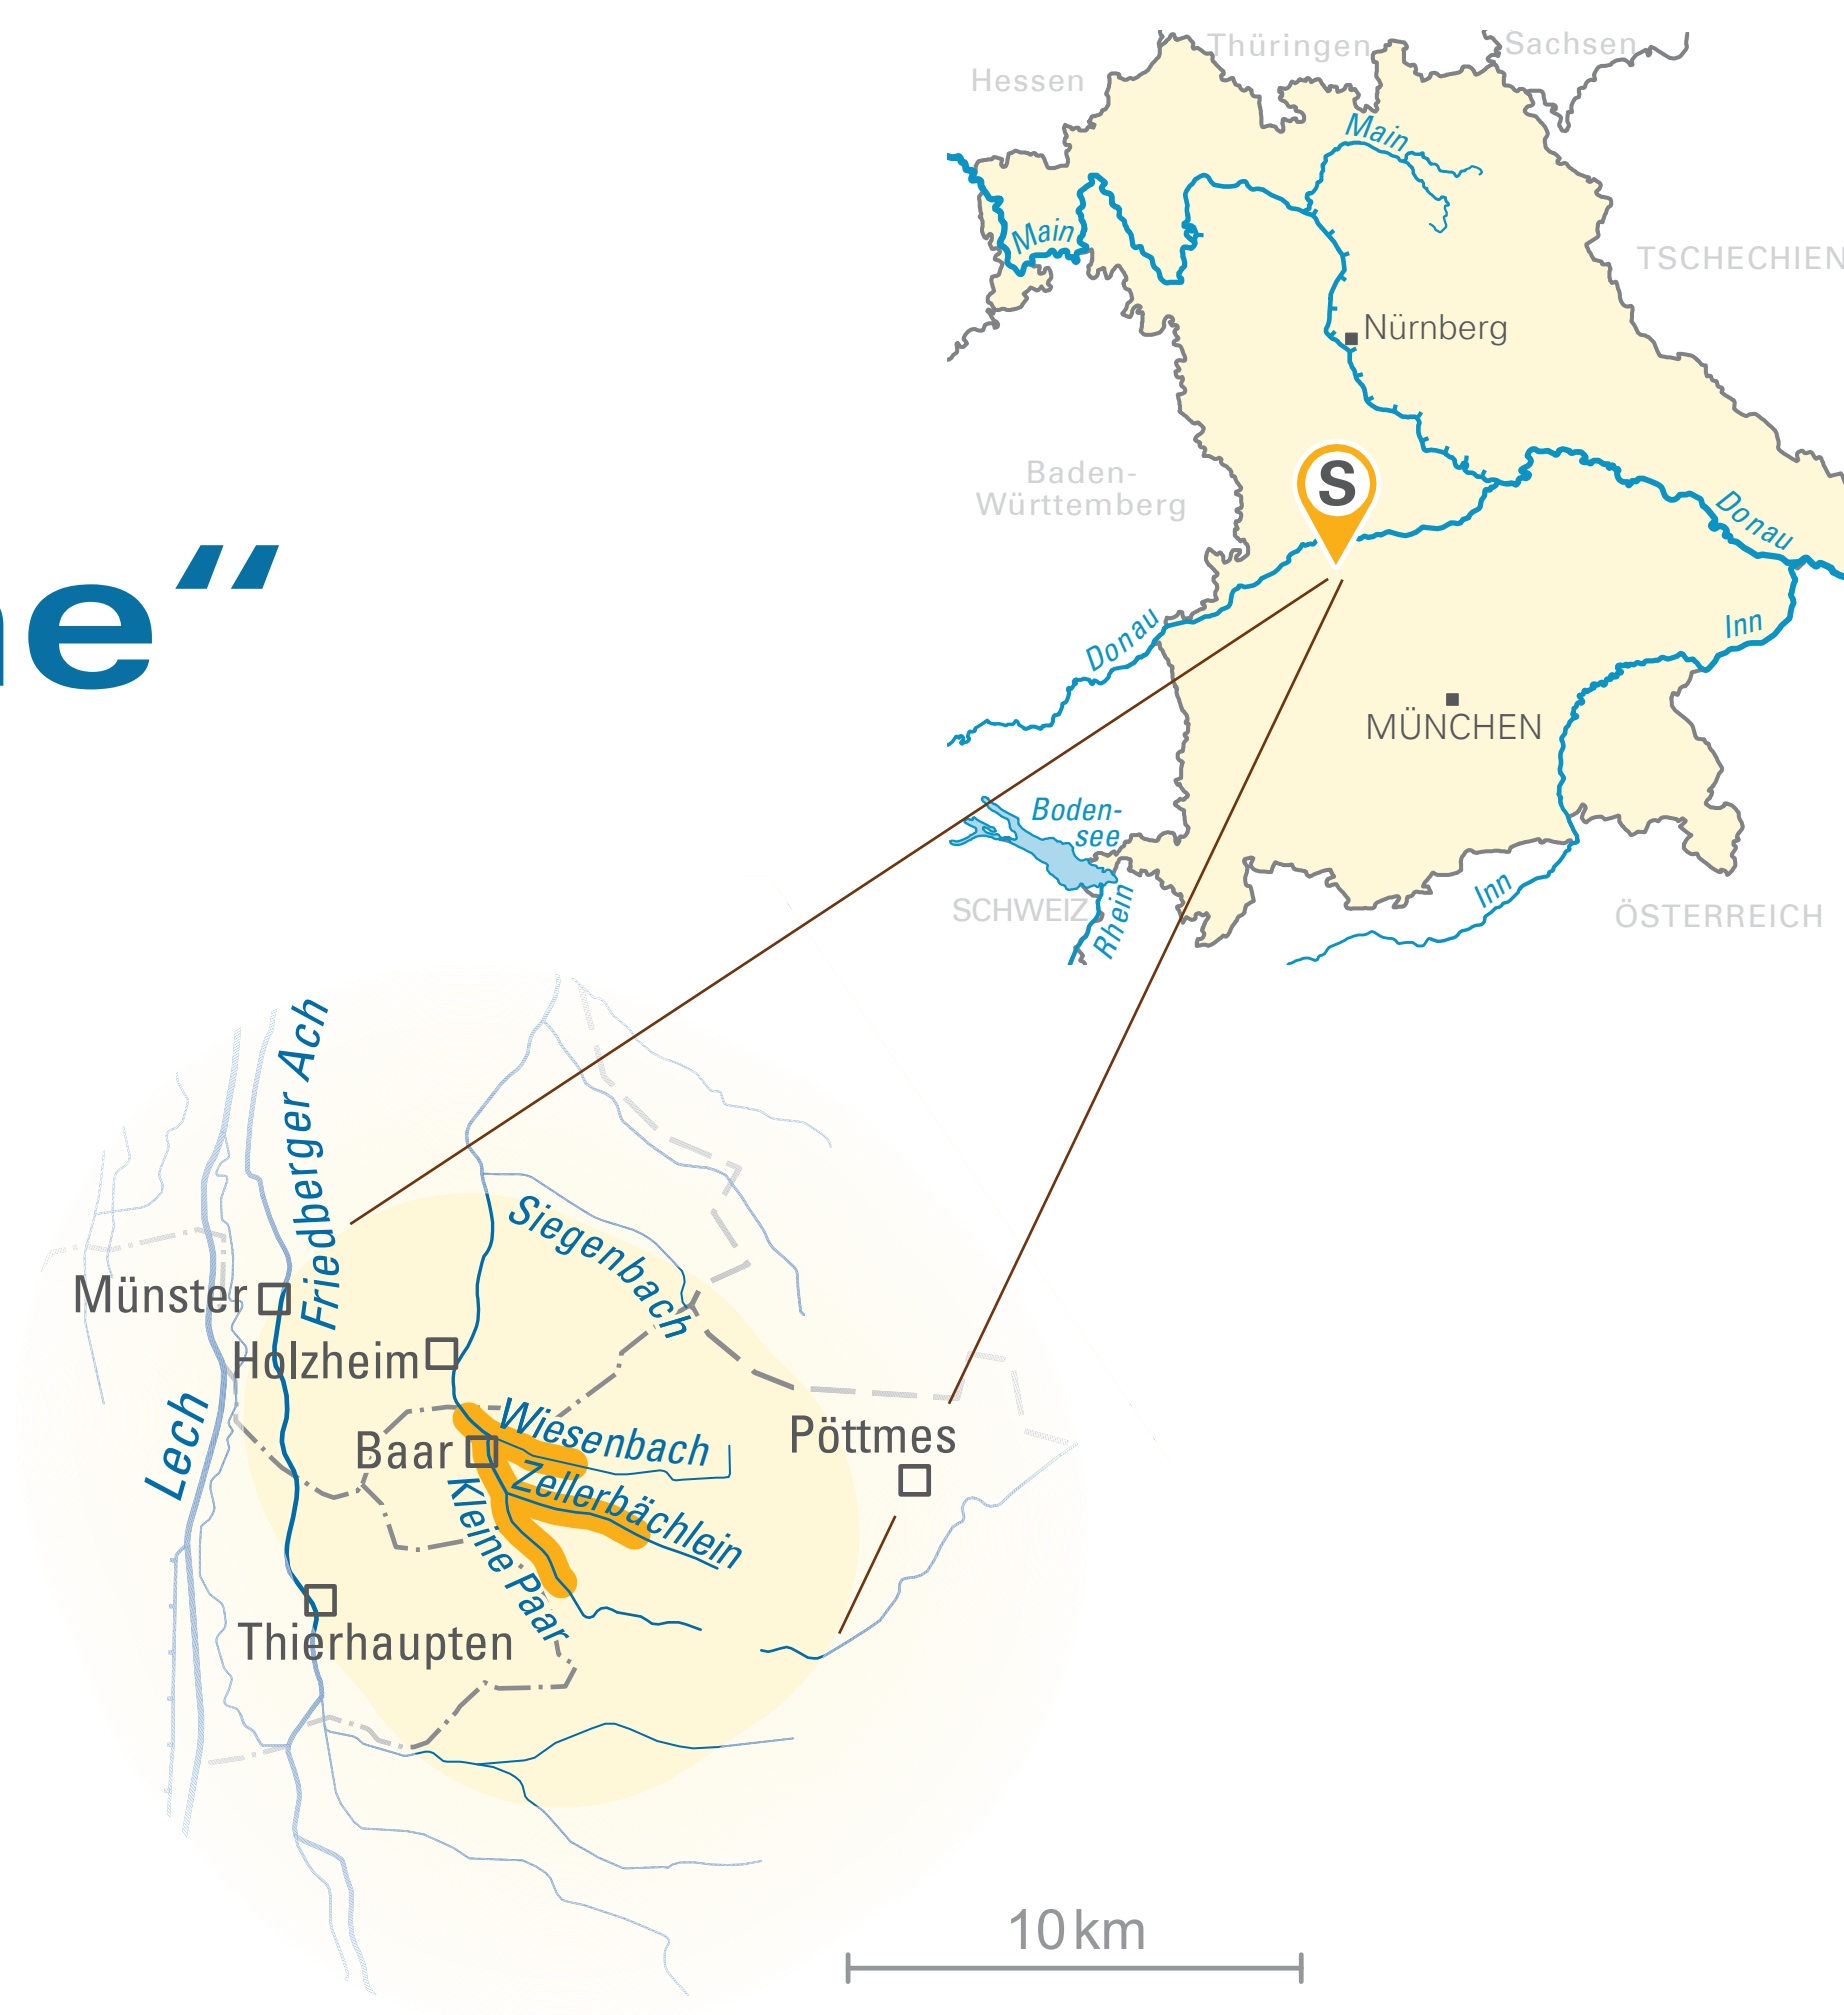 Thüringen
Sachsen
Hessen
Main
Main
TSCHECHIEN
Nürnberg
Baden-
Württemberg
S
Donau
he“
Donau
Inn
MÜNCHEN
Boden-
see
SCHWEIZ
Rhein
Inn
ÖSTERREICH
Friedberger Ach
Siegenbach
Münster
Holzheim
Lech
Wiesenbach
Pöttmes
Baar
Zellerbächlein
Kleine Paar
Thierhaupten
10 km